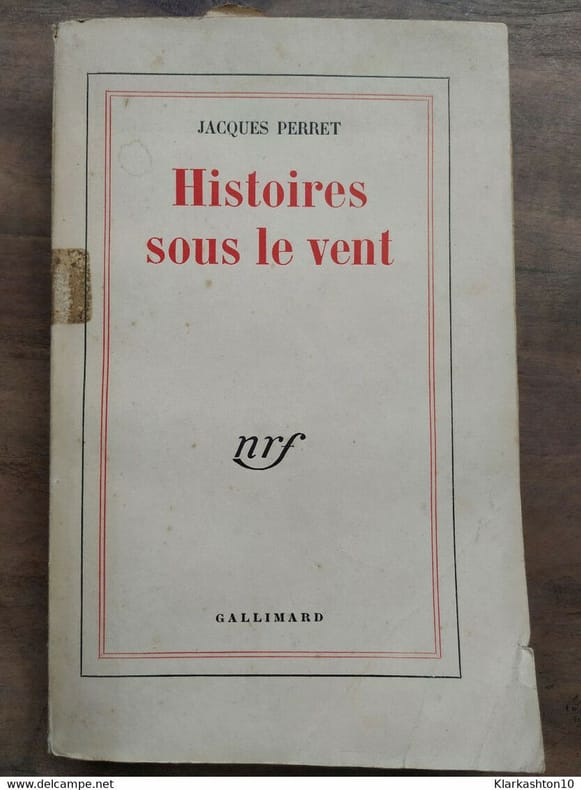 JACQUES PERRET
Histoires
sous le vent
nrf
GALLIMARD
www.delcampe.net
Klarkashton10